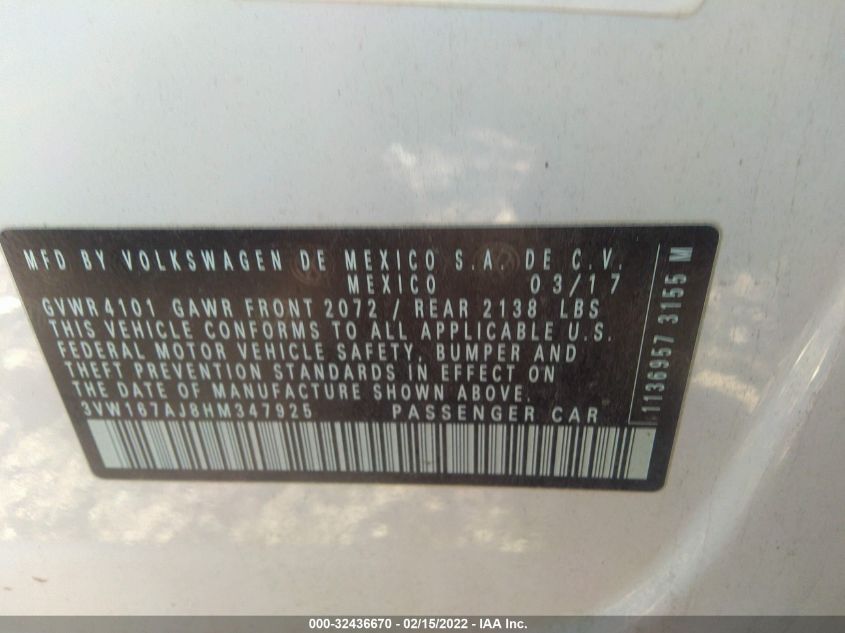 MFD BY VOLKSWAGEN DE MEXICO S.A. DE C.V.
MEXICO 03/17
GVWR4101 GAWR FRONT 2072 / REAR 2138 LBS
THIS VEHICLE CONFORMS TO ALL APPLICABLE U.S.
FEDERAL MOTOR VEHICLE SAFETY, BUMPER AND
THEFT PREVENTION STANDARDS IN EFFECT ON
THE DATE OF MANUFACTURE SHOWN ABOVE.
3VW167AJ8HM347925 PASSENGER CAR
1136957 3155 M
000-32436670 - 02/15/2022 - IAA Inc.